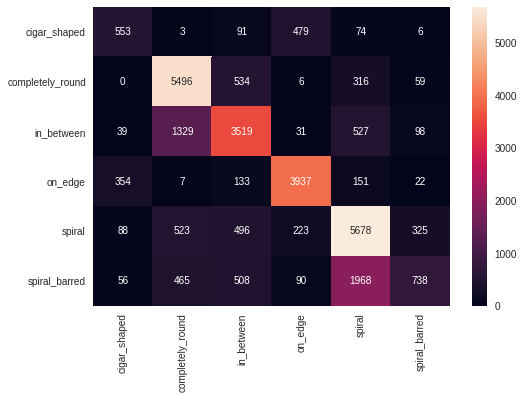 cigar_shaped 553 3 91 479 74 6
completely_round 0 5496 534 6 316 59
in_between 39 1329 3519 31 527 98
on_edge 354 7 133 3937 151 22
spiral 88 523 496 223 5678 325
spiral_barred 56 465 508 90 1968 738
cigar_shaped
completely_round
in_between
on_edge
spiral
spiral_barred
5000
4000
3000
2000
1000
0